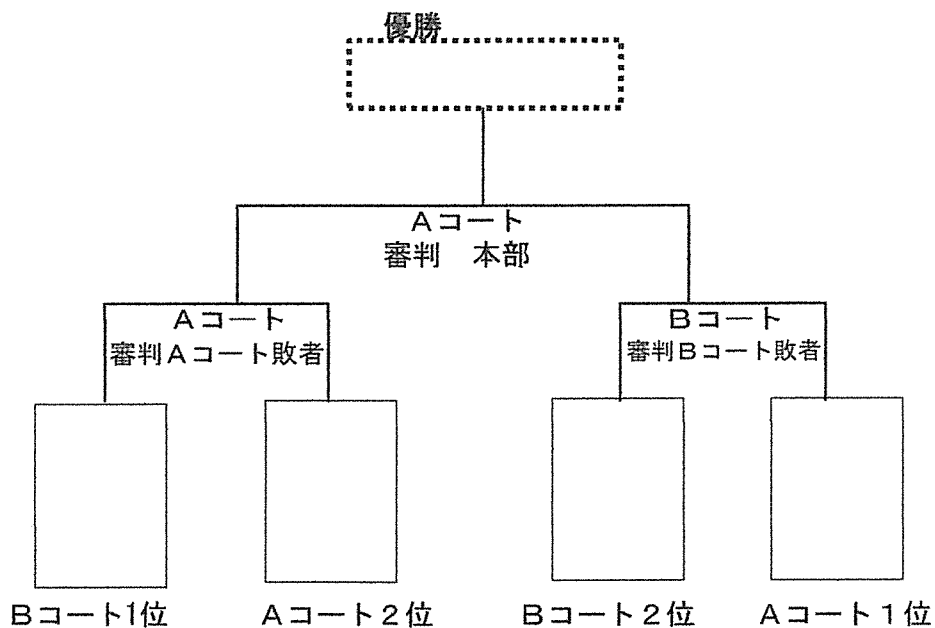 優勝
Aコート
審判　本部
Aコート
審判Aコート敗者
Bコート
審判Bコート敗者
Bコート1位
Aコート２位
Bコート２位
Aコート１位